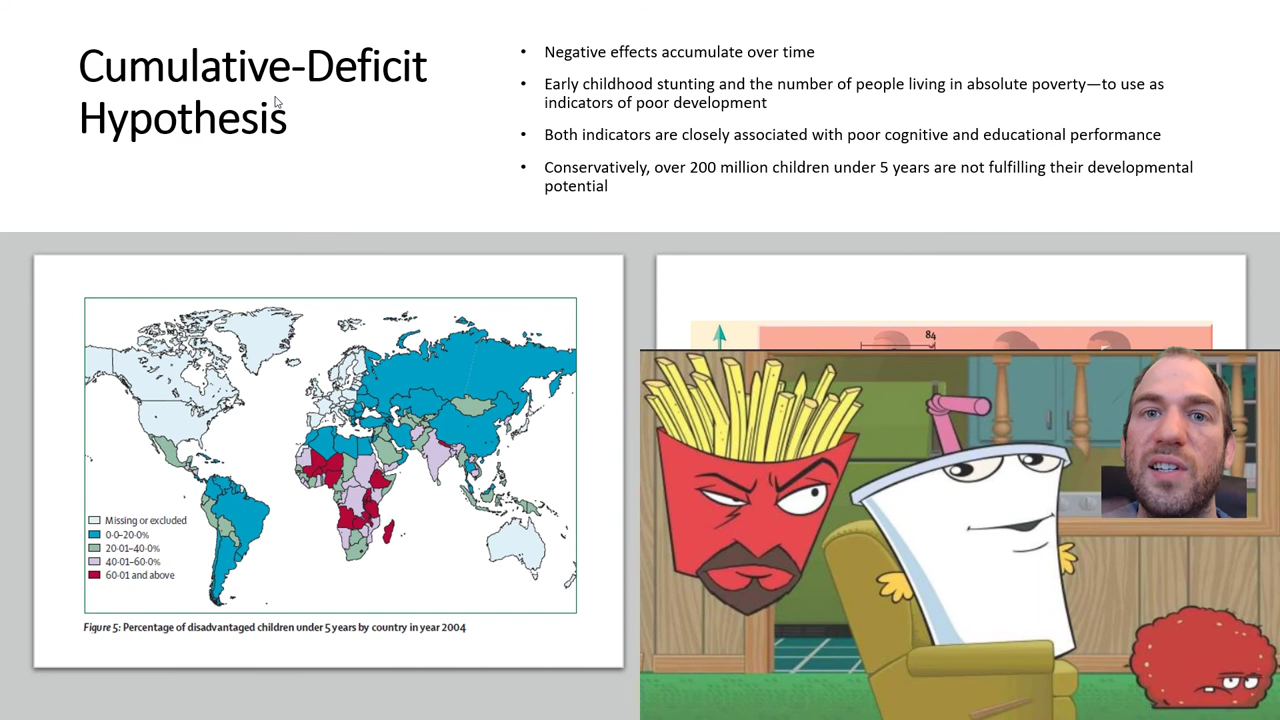 Cumulative-Deficit
Hypothesis
• Negative effects accumulate over time
• Early childhood stunting and the number of people living in absolute poverty—to use as
indicators of poor development
• Both indicators are closely associated with poor cognitive and educational performance
• Conservatively, over 200 million children under 5 years are not fulfilling their developmental
potential
Missing or excluded
0·0–20·0%
20·01–40·0%
40·01–60·0%
60·01 and above
Figure 5: Percentage of disadvantaged children under 5 years by country in year 2004
84